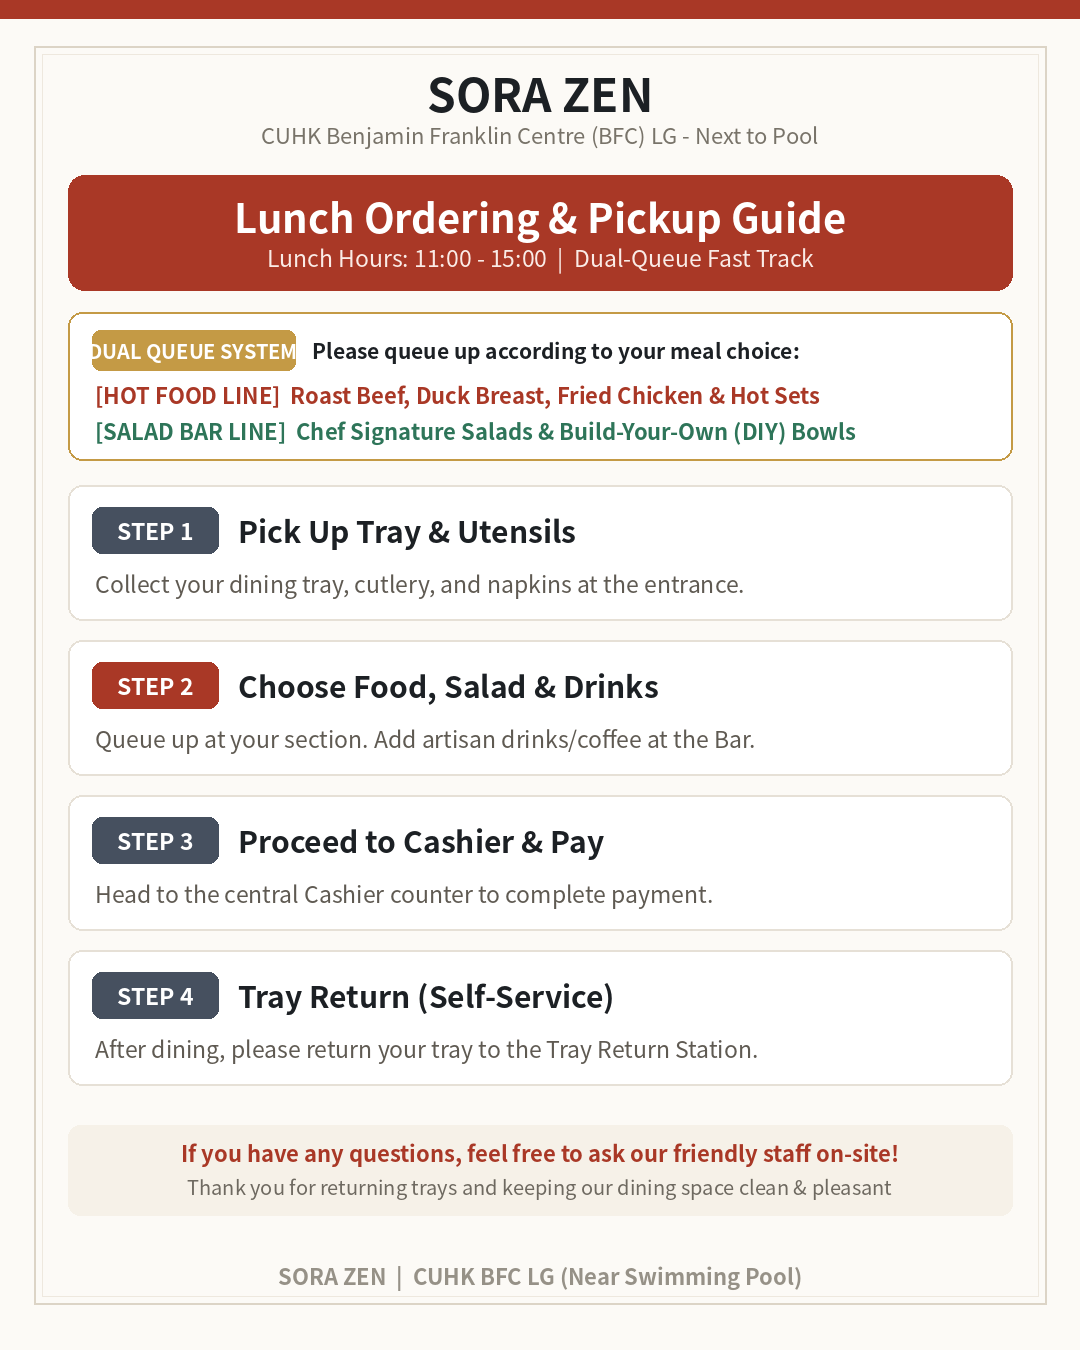 SORA ZEN
CUHK Benjamin Franklin Centre (BFC) LG - Next to Pool
Lunch Ordering & Pickup Guide
Lunch Hours: 11:00 - 15:00 | Dual-Queue Fast Track
DUAL QUEUE SYSTEM Please queue up according to your meal choice:
[HOT FOOD LINE] Roast Beef, Duck Breast, Fried Chicken & Hot Sets
[SALAD BAR LINE] Chef Signature Salads & Build-Your-Own (DIY) Bowls
STEP 1 Pick Up Tray & Utensils
Collect your dining tray, cutlery, and napkins at the entrance.
STEP 2 Choose Food, Salad & Drinks
Queue up at your section. Add artisan drinks/coffee at the Bar.
STEP 3 Proceed to Cashier & Pay
Head to the central Cashier counter to complete payment.
STEP 4 Tray Return (Self-Service)
After dining, please return your tray to the Tray Return Station.
If you have any questions, feel free to ask our friendly staff on-site!
Thank you for returning trays and keeping our dining space clean & pleasant
SORA ZEN | CUHK BFC LG (Near Swimming Pool)